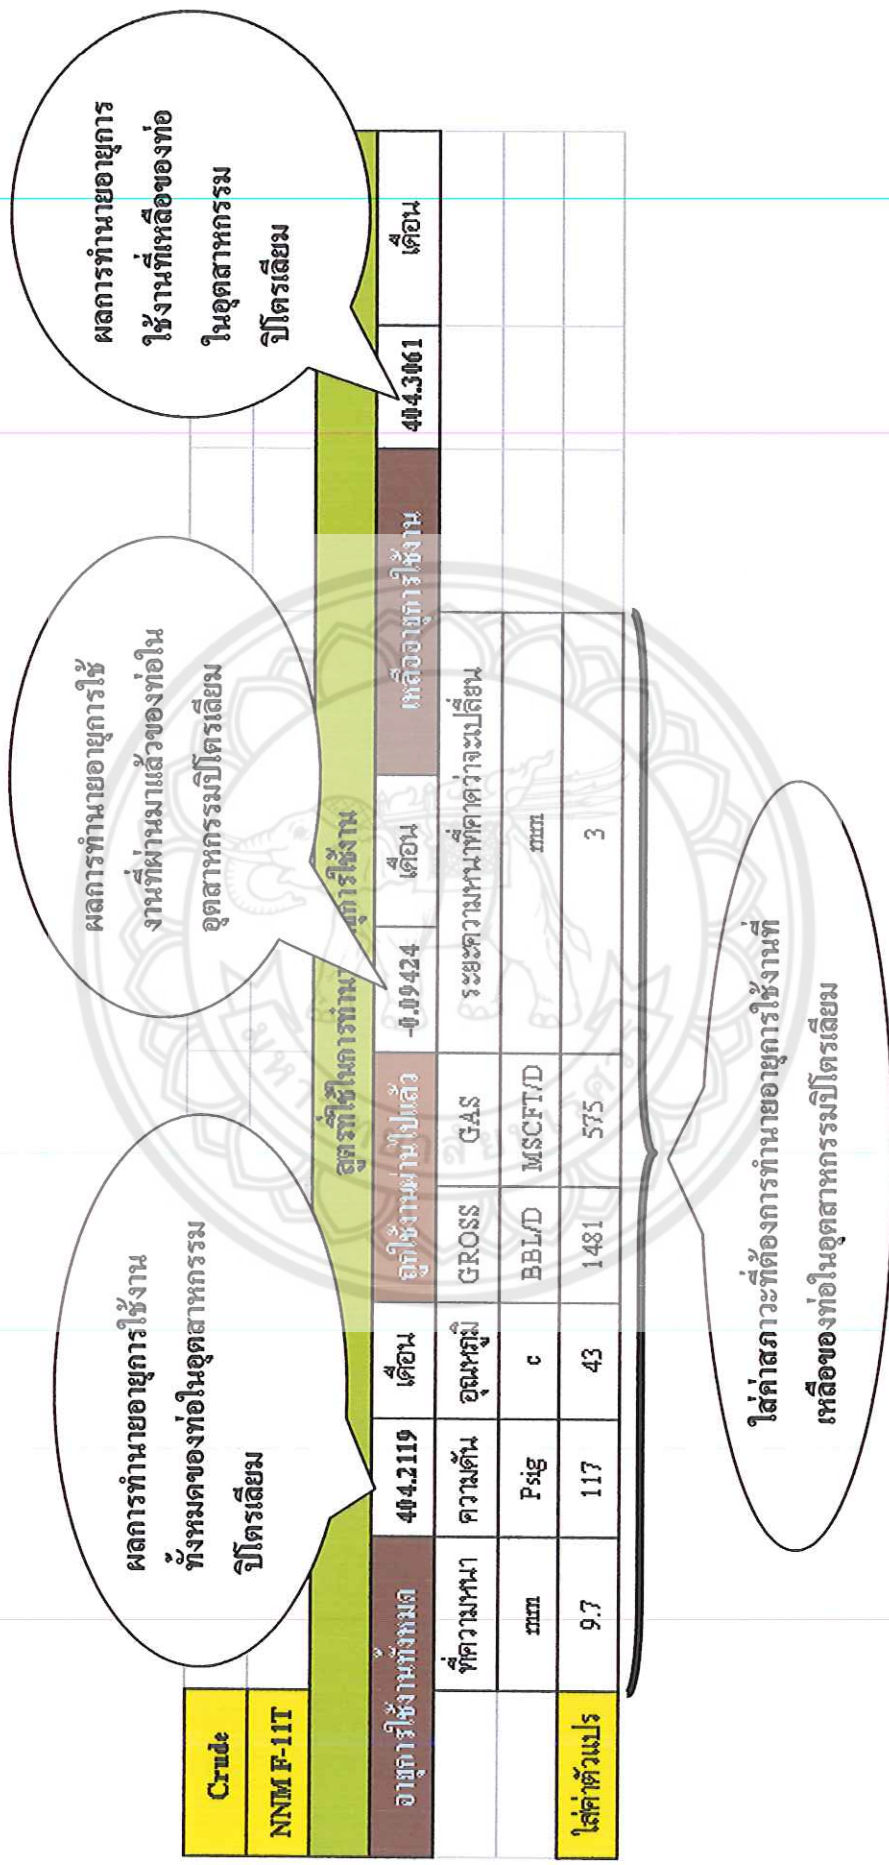 ผลการทำนายอายุการใช้งาน
ทั้งหมดของท่อในอุตสาหกรรม
ปิโตรเลียม
ผลการทำนายอายุการใช้
งานที่ผ่านมาแล้วของท่อใน
อุตสาหกรรมปิโตรเลียม
ผลการทำนายอายุการ
ใช้งานที่เหลือของท่อ
ในอุตสาหกรรม
ปิโตรเลียม
Crude
NNM F-11T
สูตรที่ใช้ในการทำนา ยุการใช้งาน
อายุการใช้งานทั้งหมด 404.2119 เดือน ถูกใช้งานผ่านไปแล้ว -0.09424 เดือน เหลืออายุการใช้งาน 404.3061 เดือน
ที่ความหนา ความดัน อุณหภูมิ GROSS GAS ระยะความหนาที่คาดว่าจะเปลี่ยน
mm Psig c BBL/D MSCFT/D mm
ใส่ค่าตัวแปร 9.7 117 43 1481 575 3
ใส่ค่าสภาวะที่ต้องการทำนายอายุการใช้งานที่
เหลือของท่อในอุตสาหกรรมปิโตรเลียม